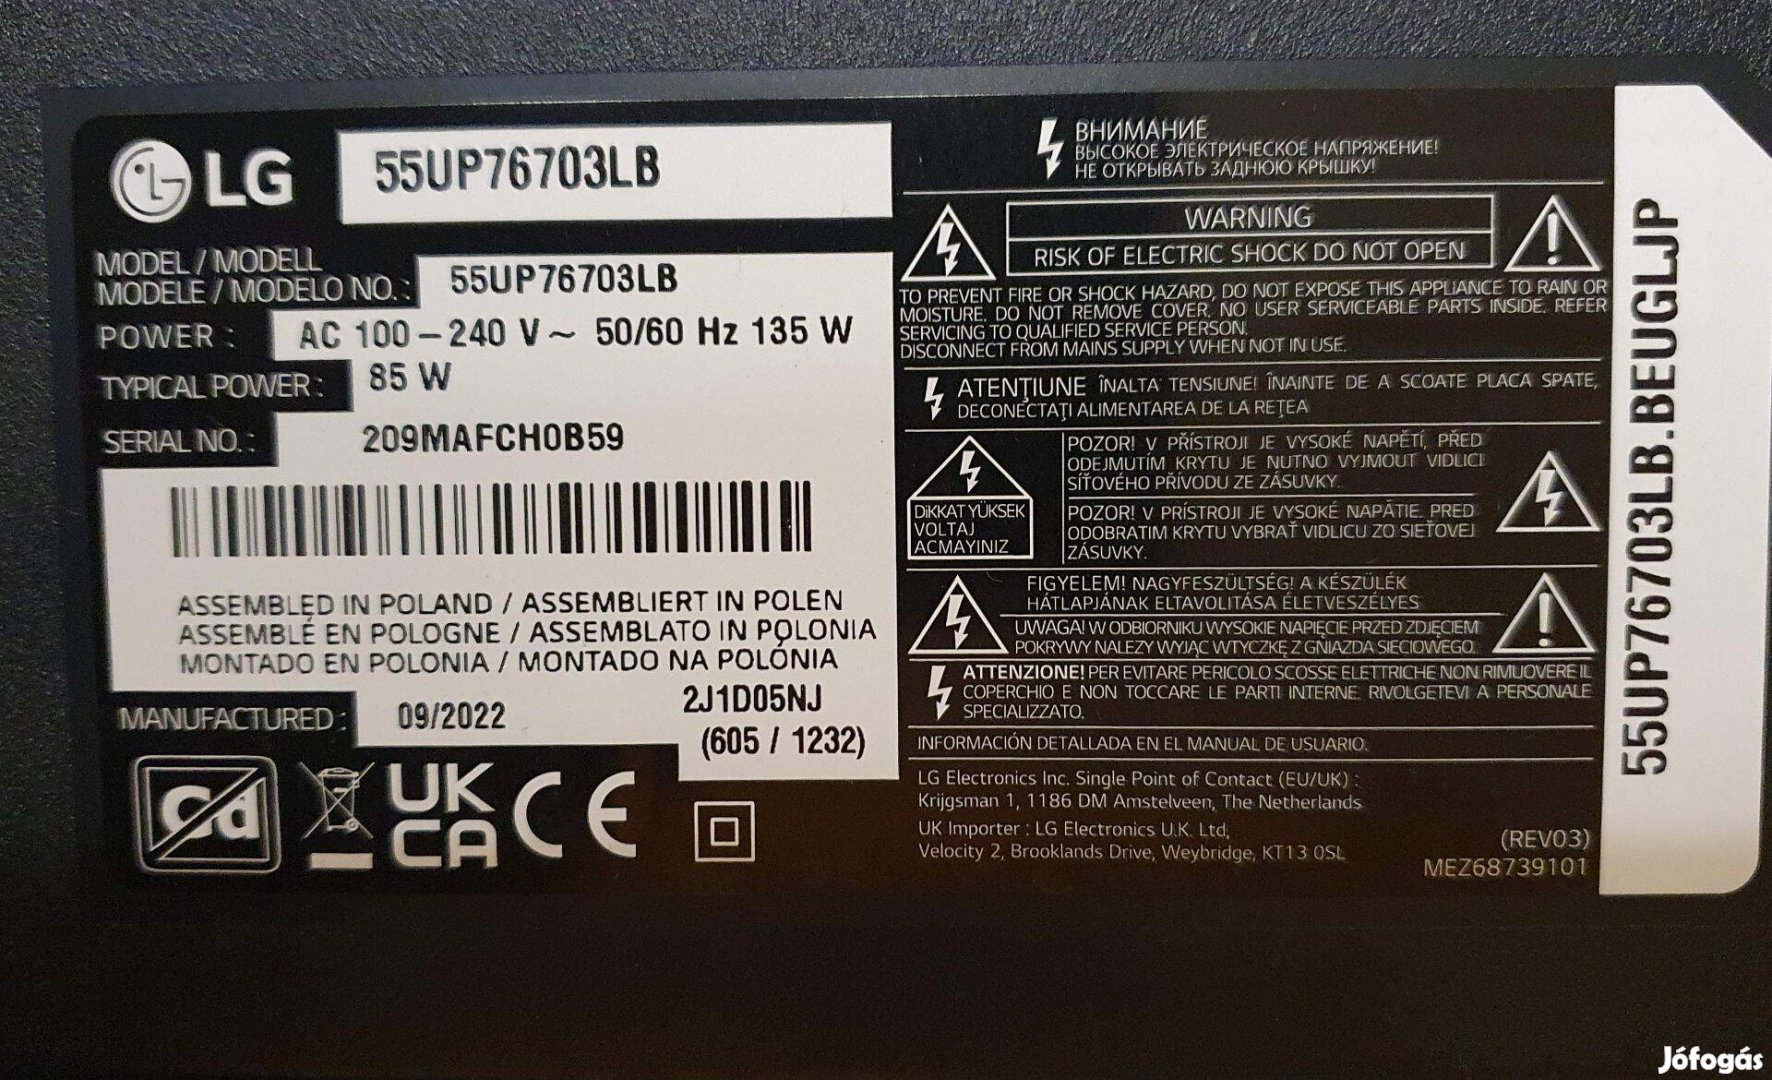 LG
55UP76703LB
MODEL / MODELL
MODELE / MODELO NO. :
55UP76703LB
POWER :
AC 100 – 240 V ~ 50/60 Hz 135 W
TYPICAL POWER :
85 W
SERIAL NO. :
209MAFCH0B59
ASSEMBLED IN POLAND / ASSEMBLIERT IN POLEN
ASSEMBLÉ EN POLOGNE / ASSEMBLATO IN POLONIA
MONTADO EN POLONIA / MONTADO NA POLÓNIA
MANUFACTURED :
09/2022
2J1D05NJ
(605 / 1232)
Cd
UK
CA
CE
ВНИМАНИЕ
ВЫСОКОЕ ЭЛЕКТРИЧЕСКОЕ НАПРЯЖЕНИЕ!
НЕ ОТКРЫВАТЬ ЗАДНЮЮ КРЫШКУ!
WARNING
RISK OF ELECTRIC SHOCK DO NOT OPEN
TO PREVENT FIRE OR SHOCK HAZARD, DO NOT EXPOSE THIS APPLIANCE TO RAIN OR
MOISTURE. DO NOT REMOVE COVER. NO USER SERVICEABLE PARTS INSIDE. REFER
SERVICING TO QUALIFIED SERVICE PERSON.
DISCONNECT FROM MAINS SUPPLY WHEN NOT IN USE.
ATENȚIUNE ÎNALTA TENSIUNE! ÎNAINTE DE A SCOATE PLACA SPATE,
DECONECTAȚI ALIMENTAREA DE LA REȚEA
DİKKAT YÜKSEK
VOLTAJ
ACMAYINIZ
POZOR! V PŘÍSTROJI JE VYSOKÉ NAPĚTÍ, PŘED
ODEJMUTÍM KRYTU JE NUTNO VYJMOUT VIDLICI
SÍŤOVÉHO PŘÍVODU ZE ZÁSUVKY.
POZOR! V PRÍSTROJI JE VYSOKÉ NAPÄTIE. PRED
ODOBRATIM KRYTU VYBRAŤ VIDLICU ZO SIEŤOVEJ
ZÁSUVKY.
FIGYELEM! NAGYFESZÜLTSÉG! A KÉSZÜLÉK
HÁTLAPJÁNAK ELTAVOLITÁSA ÉLETVESZÉLYES
UWAGA! W ODBIORNIKU WYSOKIE NAPIĘCIE PRZED ZDJĘCIEM
POKRYWY NALEŻY WYJĄC WTYCZKĘ Z GNIAZDA SIECIOWEGO.
ATTENZIONE! PER EVITARE PERICOLO SCOSSE ELETTRICHE NON RIMUOVERE IL
COPERCHIO E NON TOCCARE LE PARTI INTERNE. RIVOLGETEVI A PERSONALE
SPECIALIZZATO.
INFORMACIÓN DETALLADA EN EL MANUAL DE USUARIO.
LG Electronics Inc. Single Point of Contact (EU/UK) :
Krijgsman 1, 1186 DM Amstelveen, The Netherlands
UK Importer : LG Electronics U.K. Ltd,
Velocity 2, Brooklands Drive, Weybridge, KT13 0SL
(REV03)
MEZ68739101
55UP76703LB.BEUGLJP
Jófogás